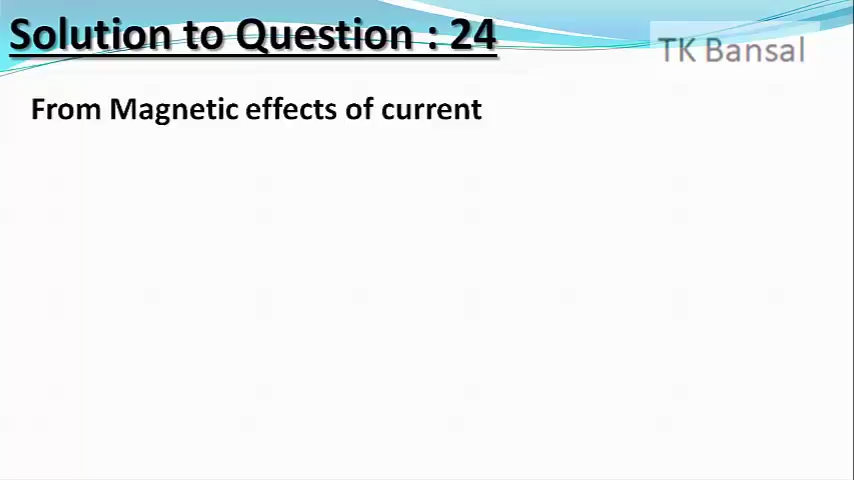 Solution to Question : 24
TK Bansal
From Magnetic effects of current